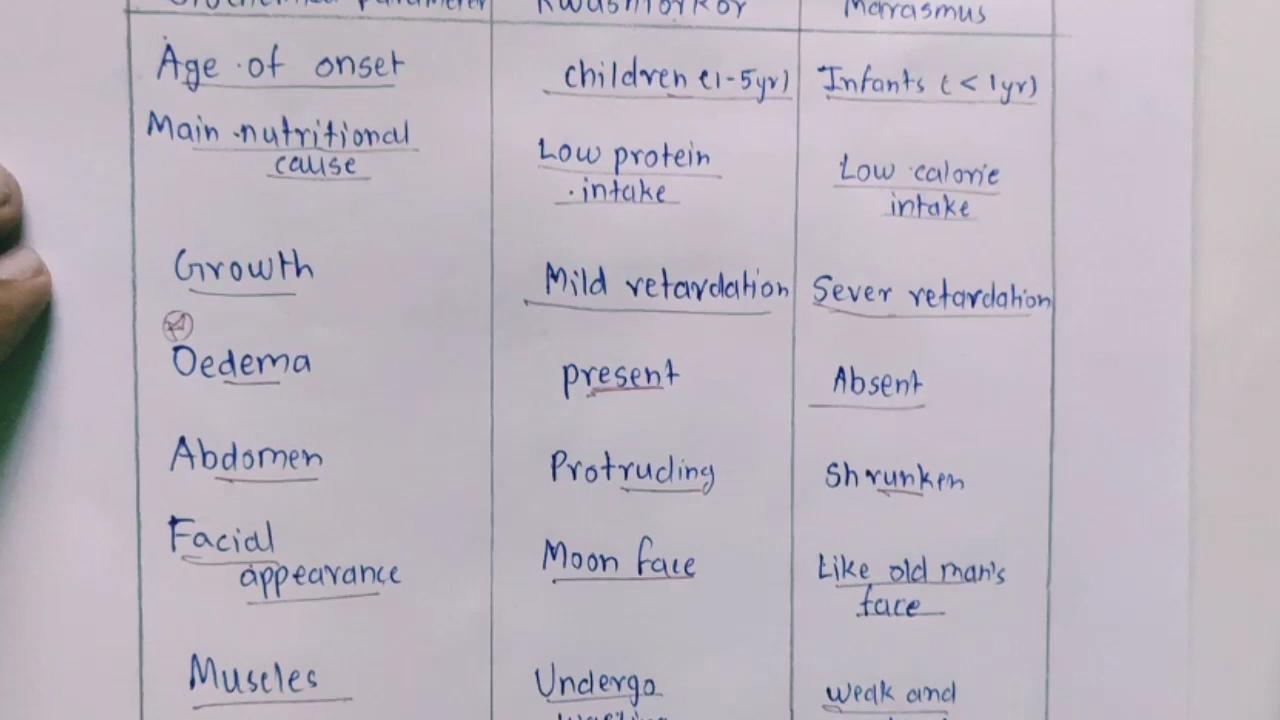 parameter Kwashiorkor Marasmus
Age of onset children (1-5yr) Infants (<1yr)
Main nutritional Low protein Low calorie
cause intake intake
Growth Mild retardation Sever retardation
Oedema present Absent
Abdomen Protruding Shrunken
Facial Moon face Like old man's
appearance face
Muscles Undergo weak and